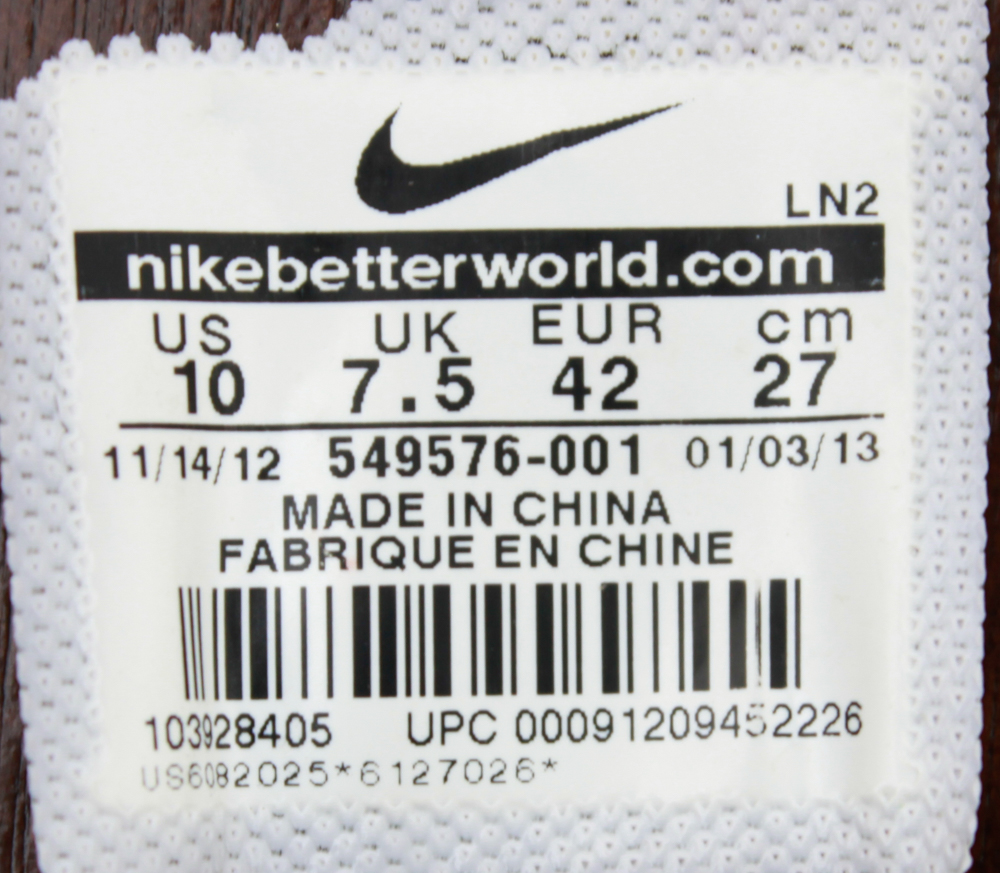 LN2
nikebetterworld.com
US UK EUR cm
10 7.5 42 27
11/14/12 549576-001 01/03/13
MADE IN CHINA
FABRIQUE EN CHINE
103928405 UPC 00091209452226
US6082025*6127026*